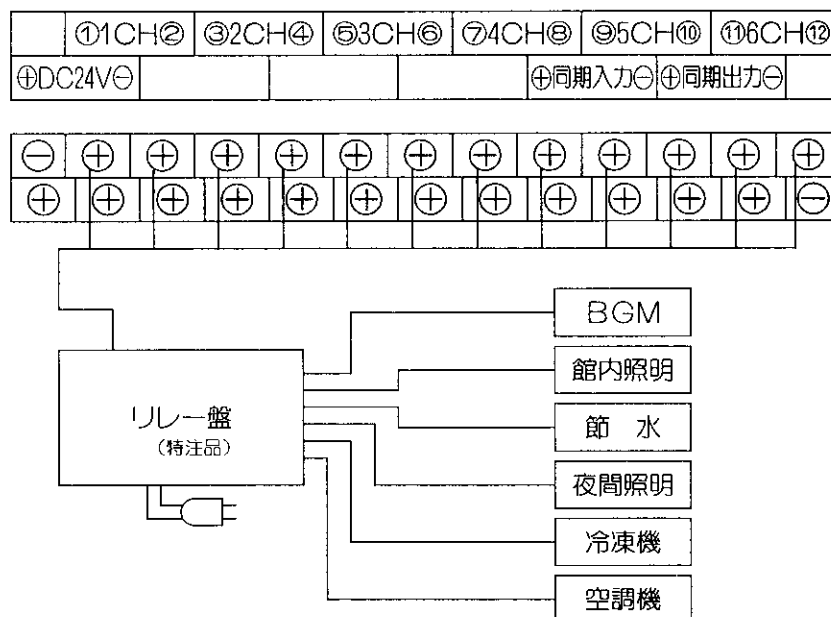 ①1CH② ③2CH④ ⑤3CH⑥ ⑦4CH⑧ ⑨5CH⑩ ⑪6CH⑫
⊕DC24V⊖ ⊕同期入力⊖ ⊕同期出力⊖
BGM
館内照明
リレー盤
(特注品)
節 水
夜間照明
冷凍機
空調機